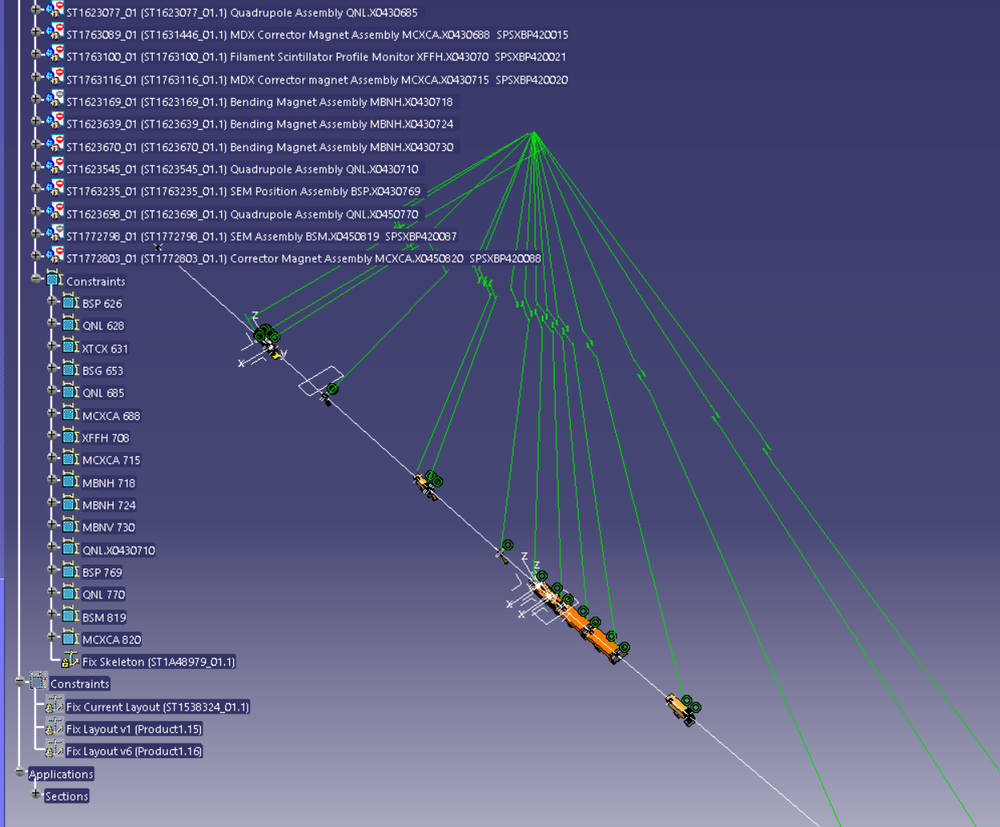 ST1623077_01 (ST1623077_01.1) Quadrupole Assembly QNL.X0430685
ST1763089_01 (ST1631446_01.1) MDX Corrector Magnet Assembly MCXCA.X0430688 SPSXBP420015
ST1763100_01 (ST1763100_01.1) Filament Scintillator Profile Monitor XFFH.X043070 SPSXBP420021
ST1763116_01 (ST1763116_01.1) MDX Corrector magnet Assembly MCXCA.X0430715 SPSXBP420020
ST1623169_01 (ST1623169_01.1) Bending Magnet Assembly MBNH.X0430718
ST1623639_01 (ST1623639_01.1) Bending Magnet Assembly MBNH.X0430724
ST1623670_01 (ST1623670_01.1) Bending Magnet Assembly MBNH.X0430730
ST1623545_01 (ST1623545_01.1) Quadrupole Assembly QNL.X0430710
ST1763235_01 (ST1763235_01.1) SEM Position Assembly BSP.X0430769
ST1623698_01 (ST1623698_01.1) Quadrupole Assembly QNL.X0450770
ST1772798_01 (ST1772798_01.1) SEM Assembly BSM.X0450819 SPSXBP420087
ST1772803_01 (ST1772803_01.1) Corrector Magnet Assembly MCXCA.X0450820 SPSXBP420088
Constraints
BSP 626
QNL 628
XTCX 631
BSG 653
QNL 685
MCXCA 688
XFFH 708
MCXCA 715
MBNH 718
MBNH 724
MBNV 730
QNL.X0430710
BSP 769
QNL 770
BSM 819
MCXCA 820
Fix Skeleton (ST1A48979_01.1)
Constraints
Fix Current Layout (ST1538324_01.1)
Fix Layout v1 (Product1.15)
Fix Layout v6 (Product1.16)
Applications
Sections
z
y
x
z
z
x
x